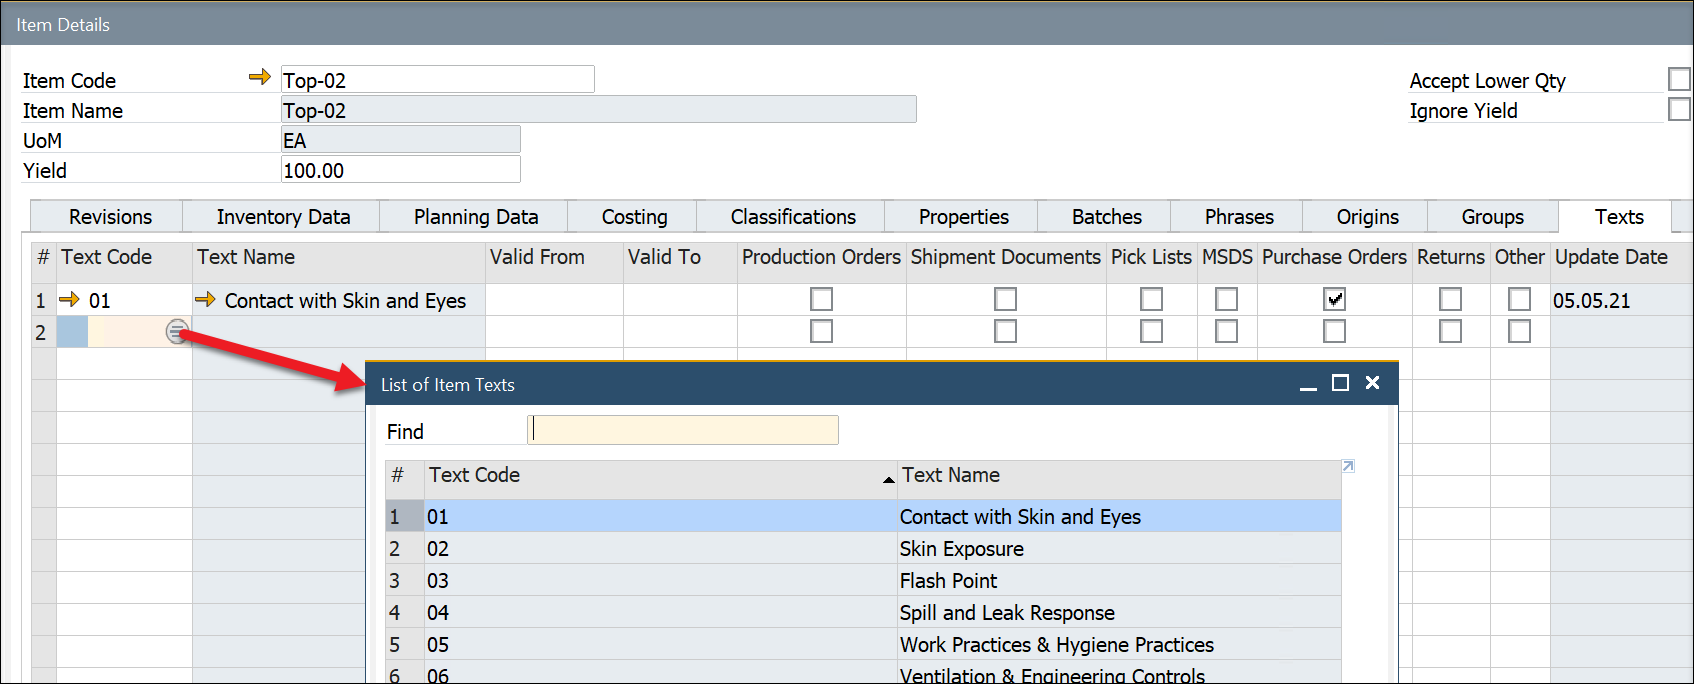 Item Details
Item Code Top-02 Accept Lower Qty
Item Name Top-02 Ignore Yield
UoM EA
Yield 100.00
Revisions Inventory Data Planning Data Costing Classifications Properties Batches Phrases Origins Groups Texts
# Text Code Text Name Valid From Valid To Production Orders Shipment Documents Pick Lists MSDS Purchase Orders Returns Other Update Date
1 01 Contact with Skin and Eyes 05.05.21
2
List of Item Texts
Find
# Text Code Text Name
1 01 Contact with Skin and Eyes
2 02 Skin Exposure
3 03 Flash Point
4 04 Spill and Leak Response
5 05 Work Practices & Hygiene Practices
6 06 Ventilation & Engineering Controls